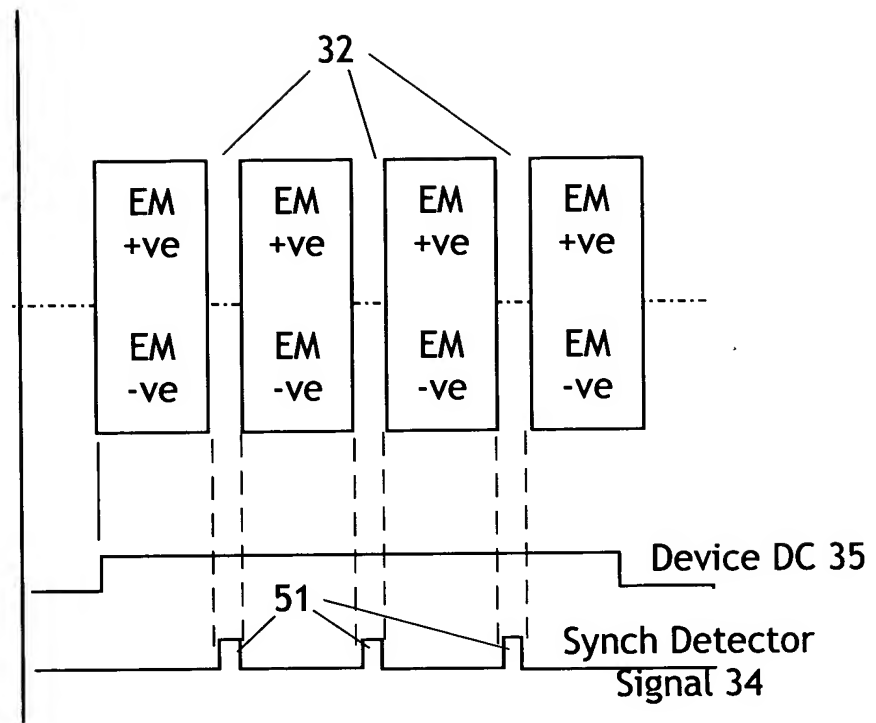 32
EM
+ve
EM
+ve
EM
+ve
EM
+ve
EM
-ve
EM
-ve
EM
-ve
EM
-ve
Device DC 35
51
Synch Detector
Signal 34